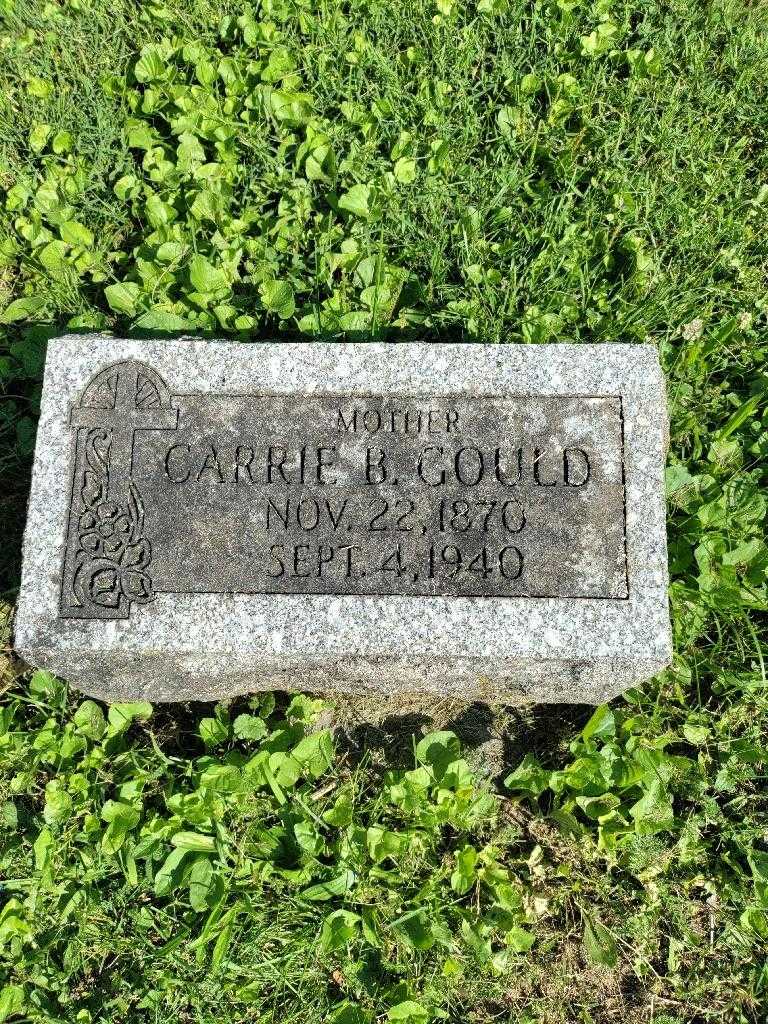 MOTHER
CARRIE B. GOULD
NOV. 22, 1870
SEPT. 4, 1940